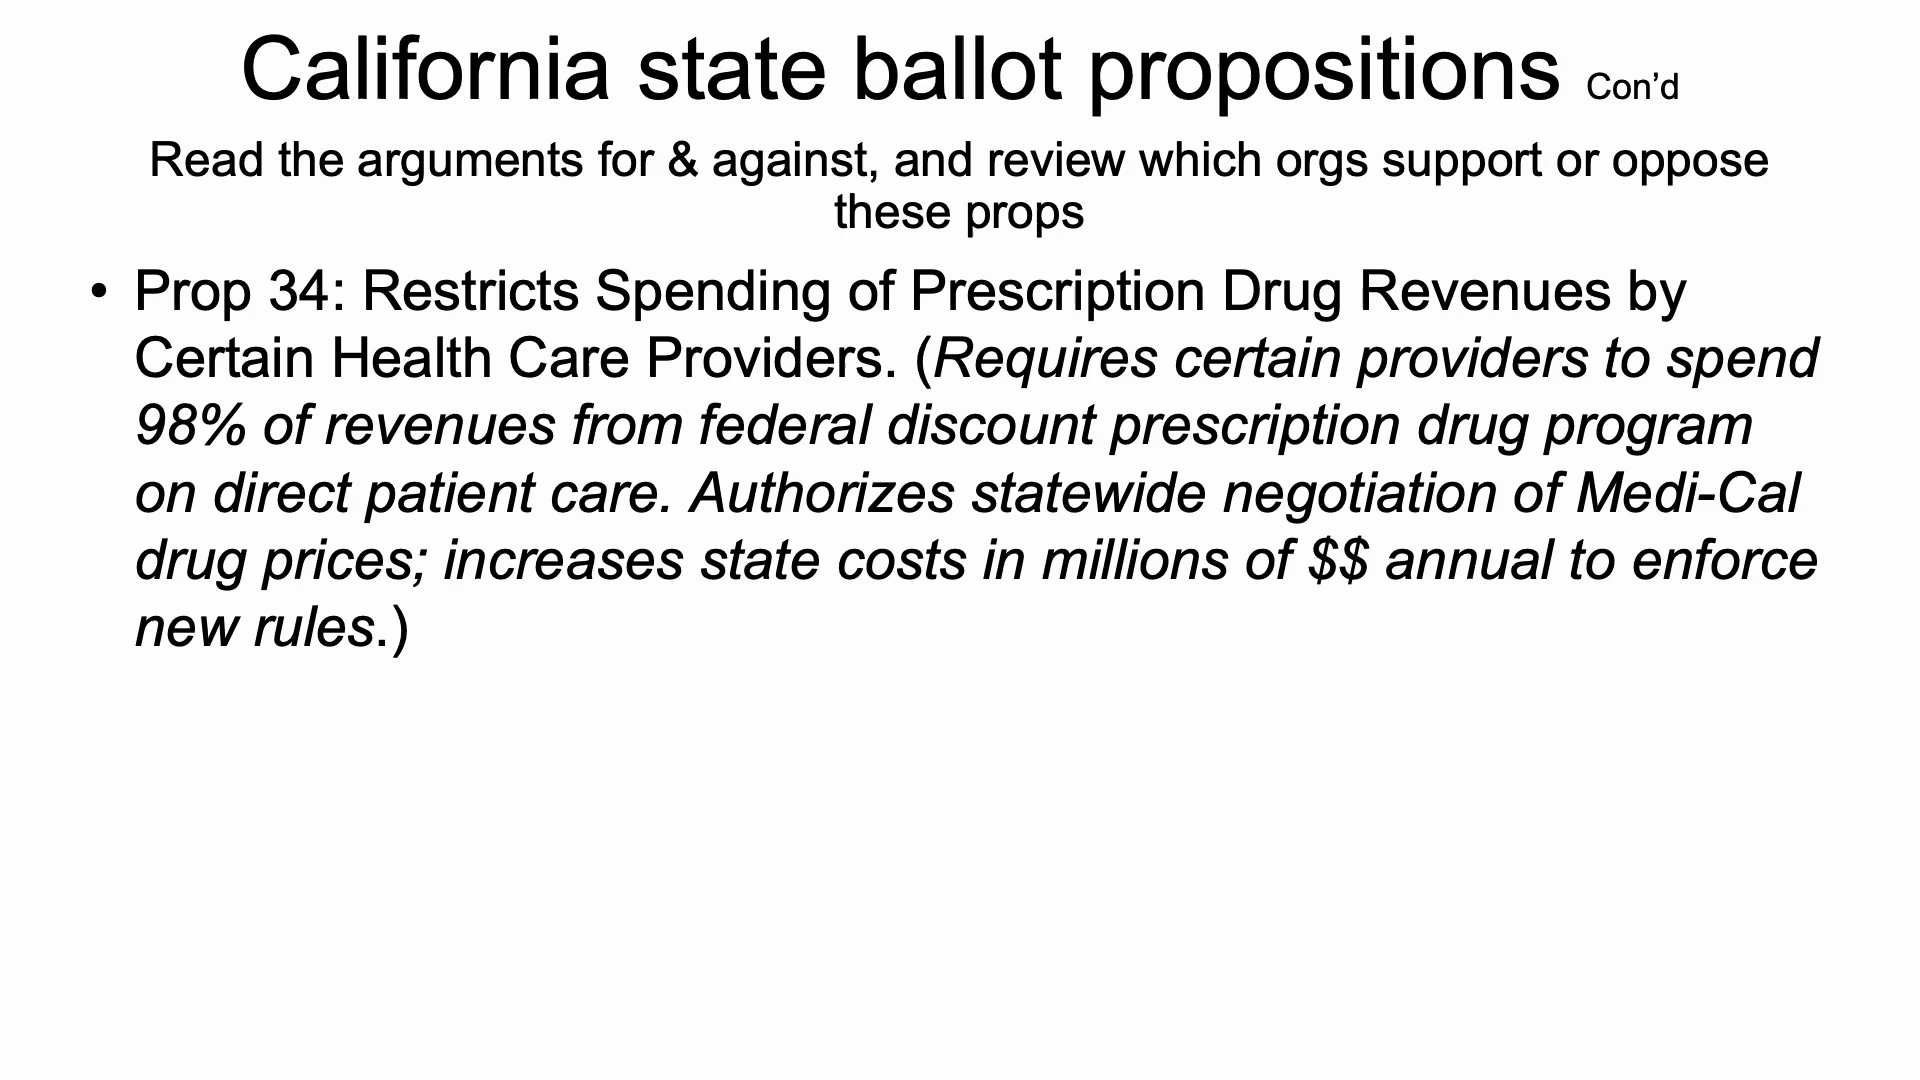 California state ballot propositions Con’d
Read the arguments for & against, and review which orgs support or oppose
these props
• Prop 34: Restricts Spending of Prescription Drug Revenues by
Certain Health Care Providers. (Requires certain providers to spend
98% of revenues from federal discount prescription drug program
on direct patient care. Authorizes statewide negotiation of Medi-Cal
drug prices; increases state costs in millions of $$ annual to enforce
new rules.)